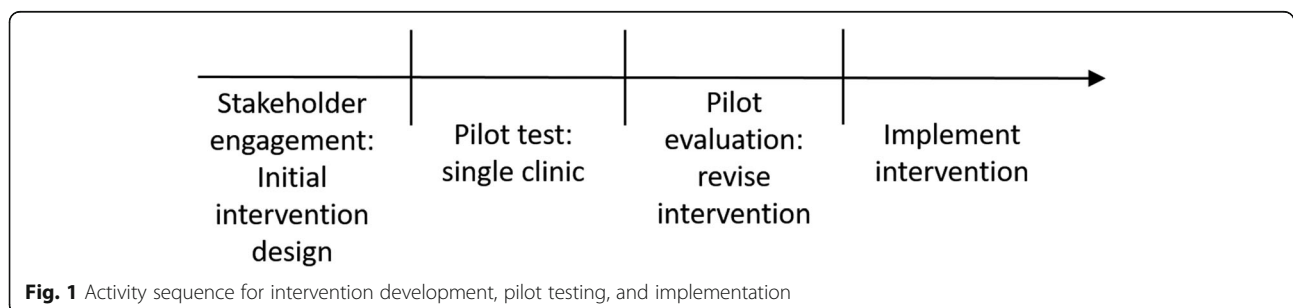 Stakeholder
engagement:
Initial
intervention
design
Pilot test:
single clinic
Pilot
evaluation:
revise
intervention
Implement
intervention
Fig. 1 Activity sequence for intervention development, pilot testing, and implementation